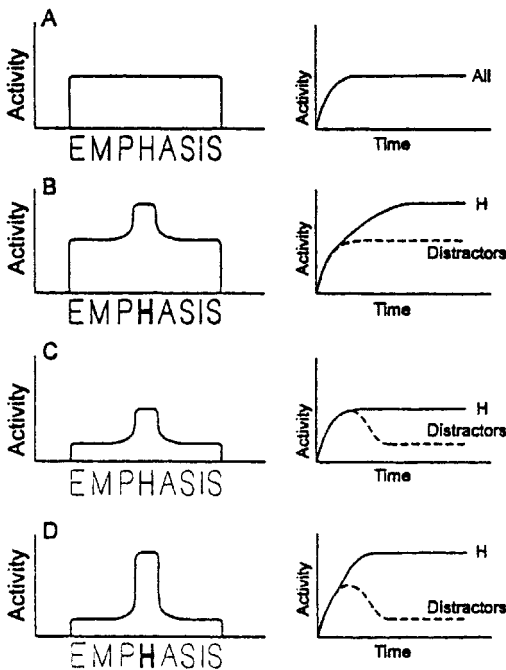 A
Activity
EMPHASIS
Activity
All
Time
B
Activity
EMPHASIS
Activity
H
Distractors
Time
C
Activity
EMPHASIS
Activity
H
Distractors
Time
D
Activity
EMPHASIS
Activity
H
Distractors
Time